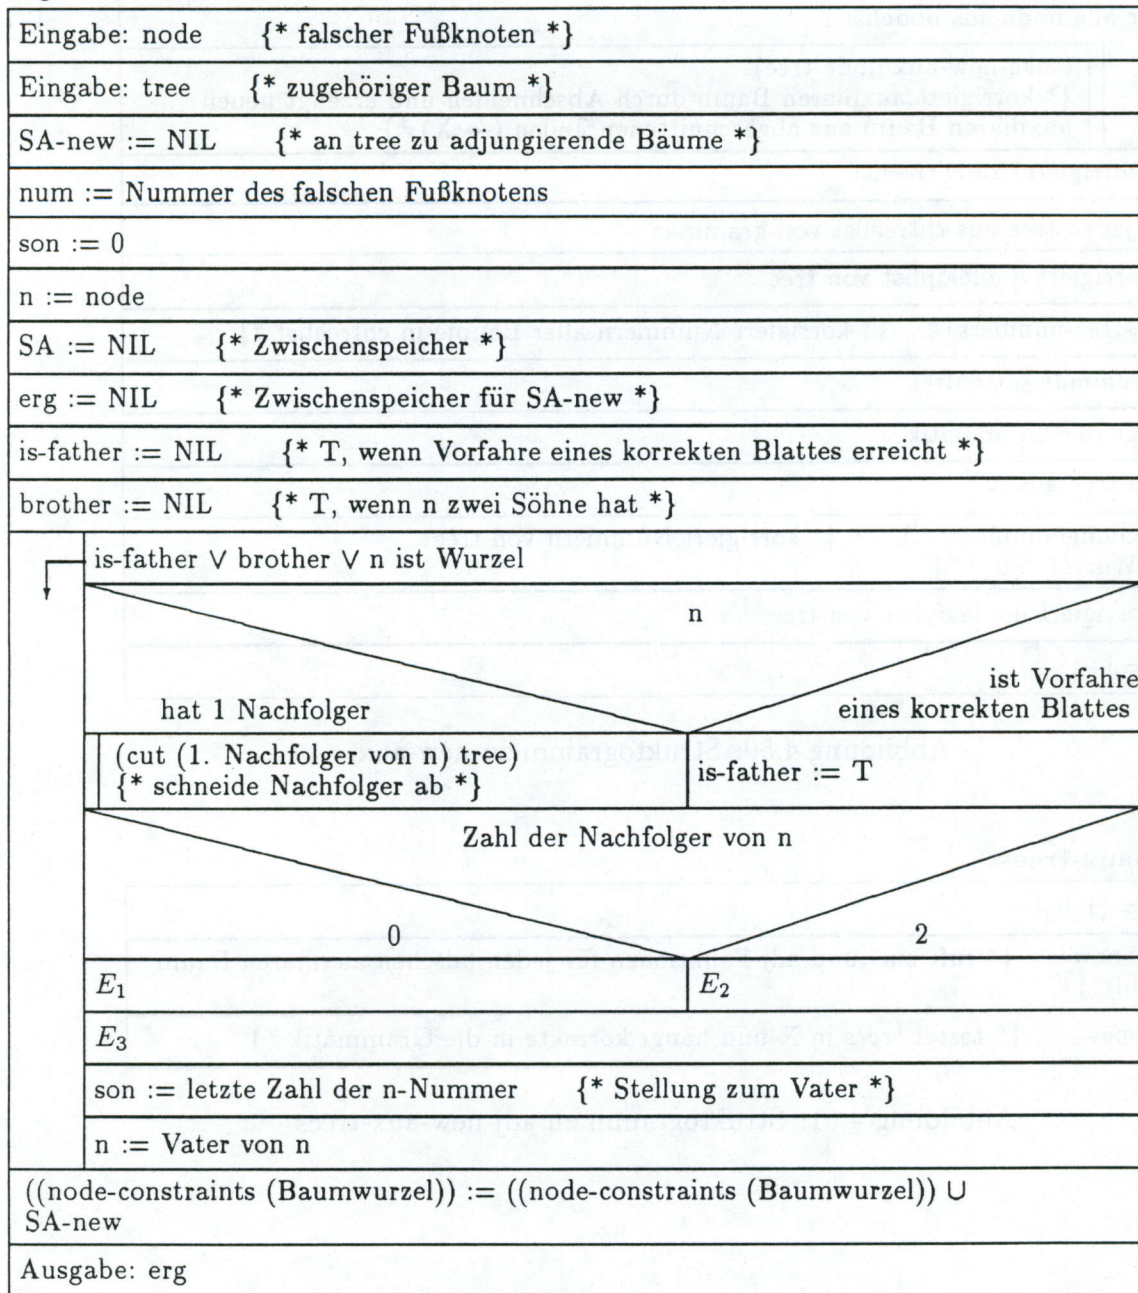 Eingabe: node {* falscher Fußknoten *}
Eingabe: tree {* zugehöriger Baum *}
SA-new := NIL {* an tree zu adjungierende Bäume *}
num := Nummer des falschen Fußknotens
son := 0
n := node
SA := NIL {* Zwischenspeicher *}
erg := NIL {* Zwischenspeicher für SA-new *}
is-father := NIL {* T, wenn Vorfahre eines korrekten Blattes erreicht *}
brother := NIL {* T, wenn n zwei Söhne hat *}
is-father ∨ brother ∨ n ist Wurzel
n
hat 1 Nachfolger
ist Vorfahre
eines korrekten Blattes
(cut (1. Nachfolger von n) tree)
{* schneide Nachfolger ab *}
is-father := T
Zahl der Nachfolger von n
0
2
E₁
E₂
E₃
son := letzte Zahl der n-Nummer {* Stellung zum Vater *}
n := Vater von n
((node-constraints (Baumwurzel)) := ((node-constraints (Baumwurzel)) ∪
SA-new
Ausgabe: erg